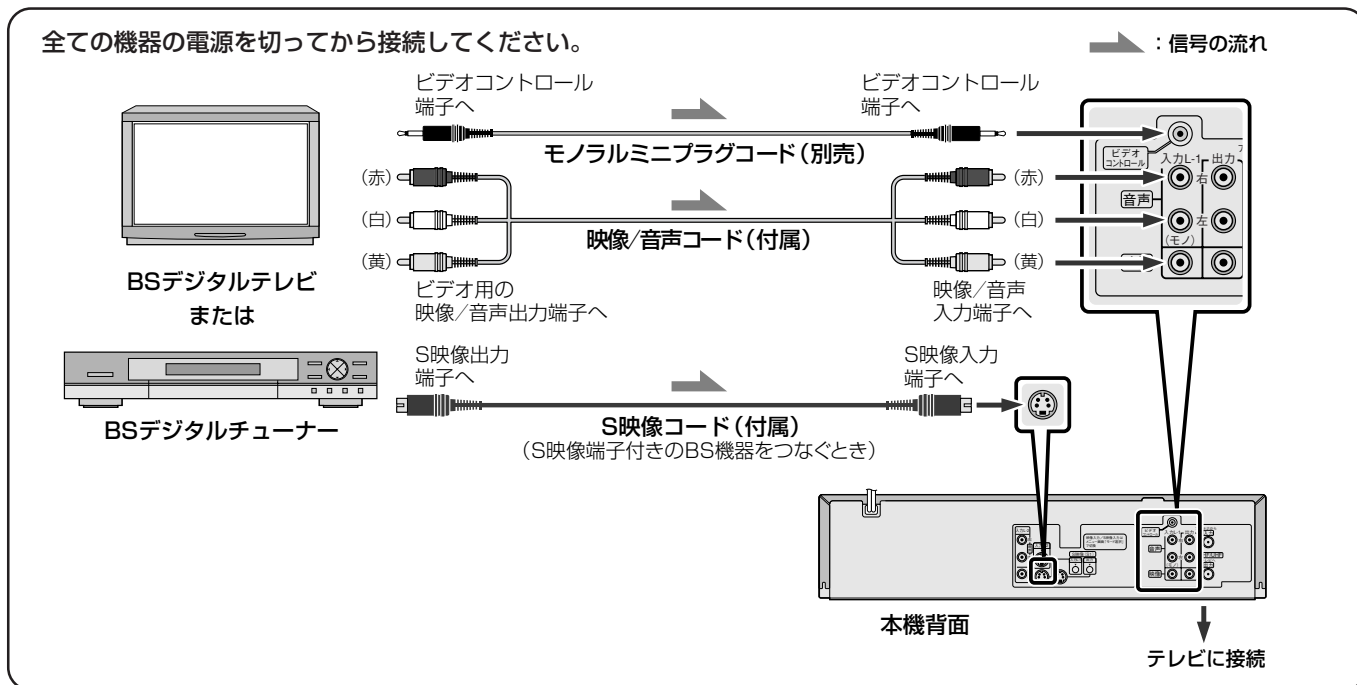 全ての機器の電源を切ってから接続してください。
：信号の流れ
ビデオコントロール
端子へ
ビデオコントロール
端子へ
モノラルミニプラグコード（別売）
（赤）
（赤）
（白）
（白）
映像／音声コード（付属）
（黄）
（黄）
ビデオ用の
映像／音声出力端子へ
映像／音声
入力端子へ
ビデオ
コントロール
入力L-1
出力
右
音声
左
（モノ）
BSデジタルテレビ
または
BSデジタルチューナー
S映像出力
端子へ
S映像入力
端子へ
S映像コード（付属）
（S映像端子付きのBS機器をつなぐとき）
本機背面
テレビに接続